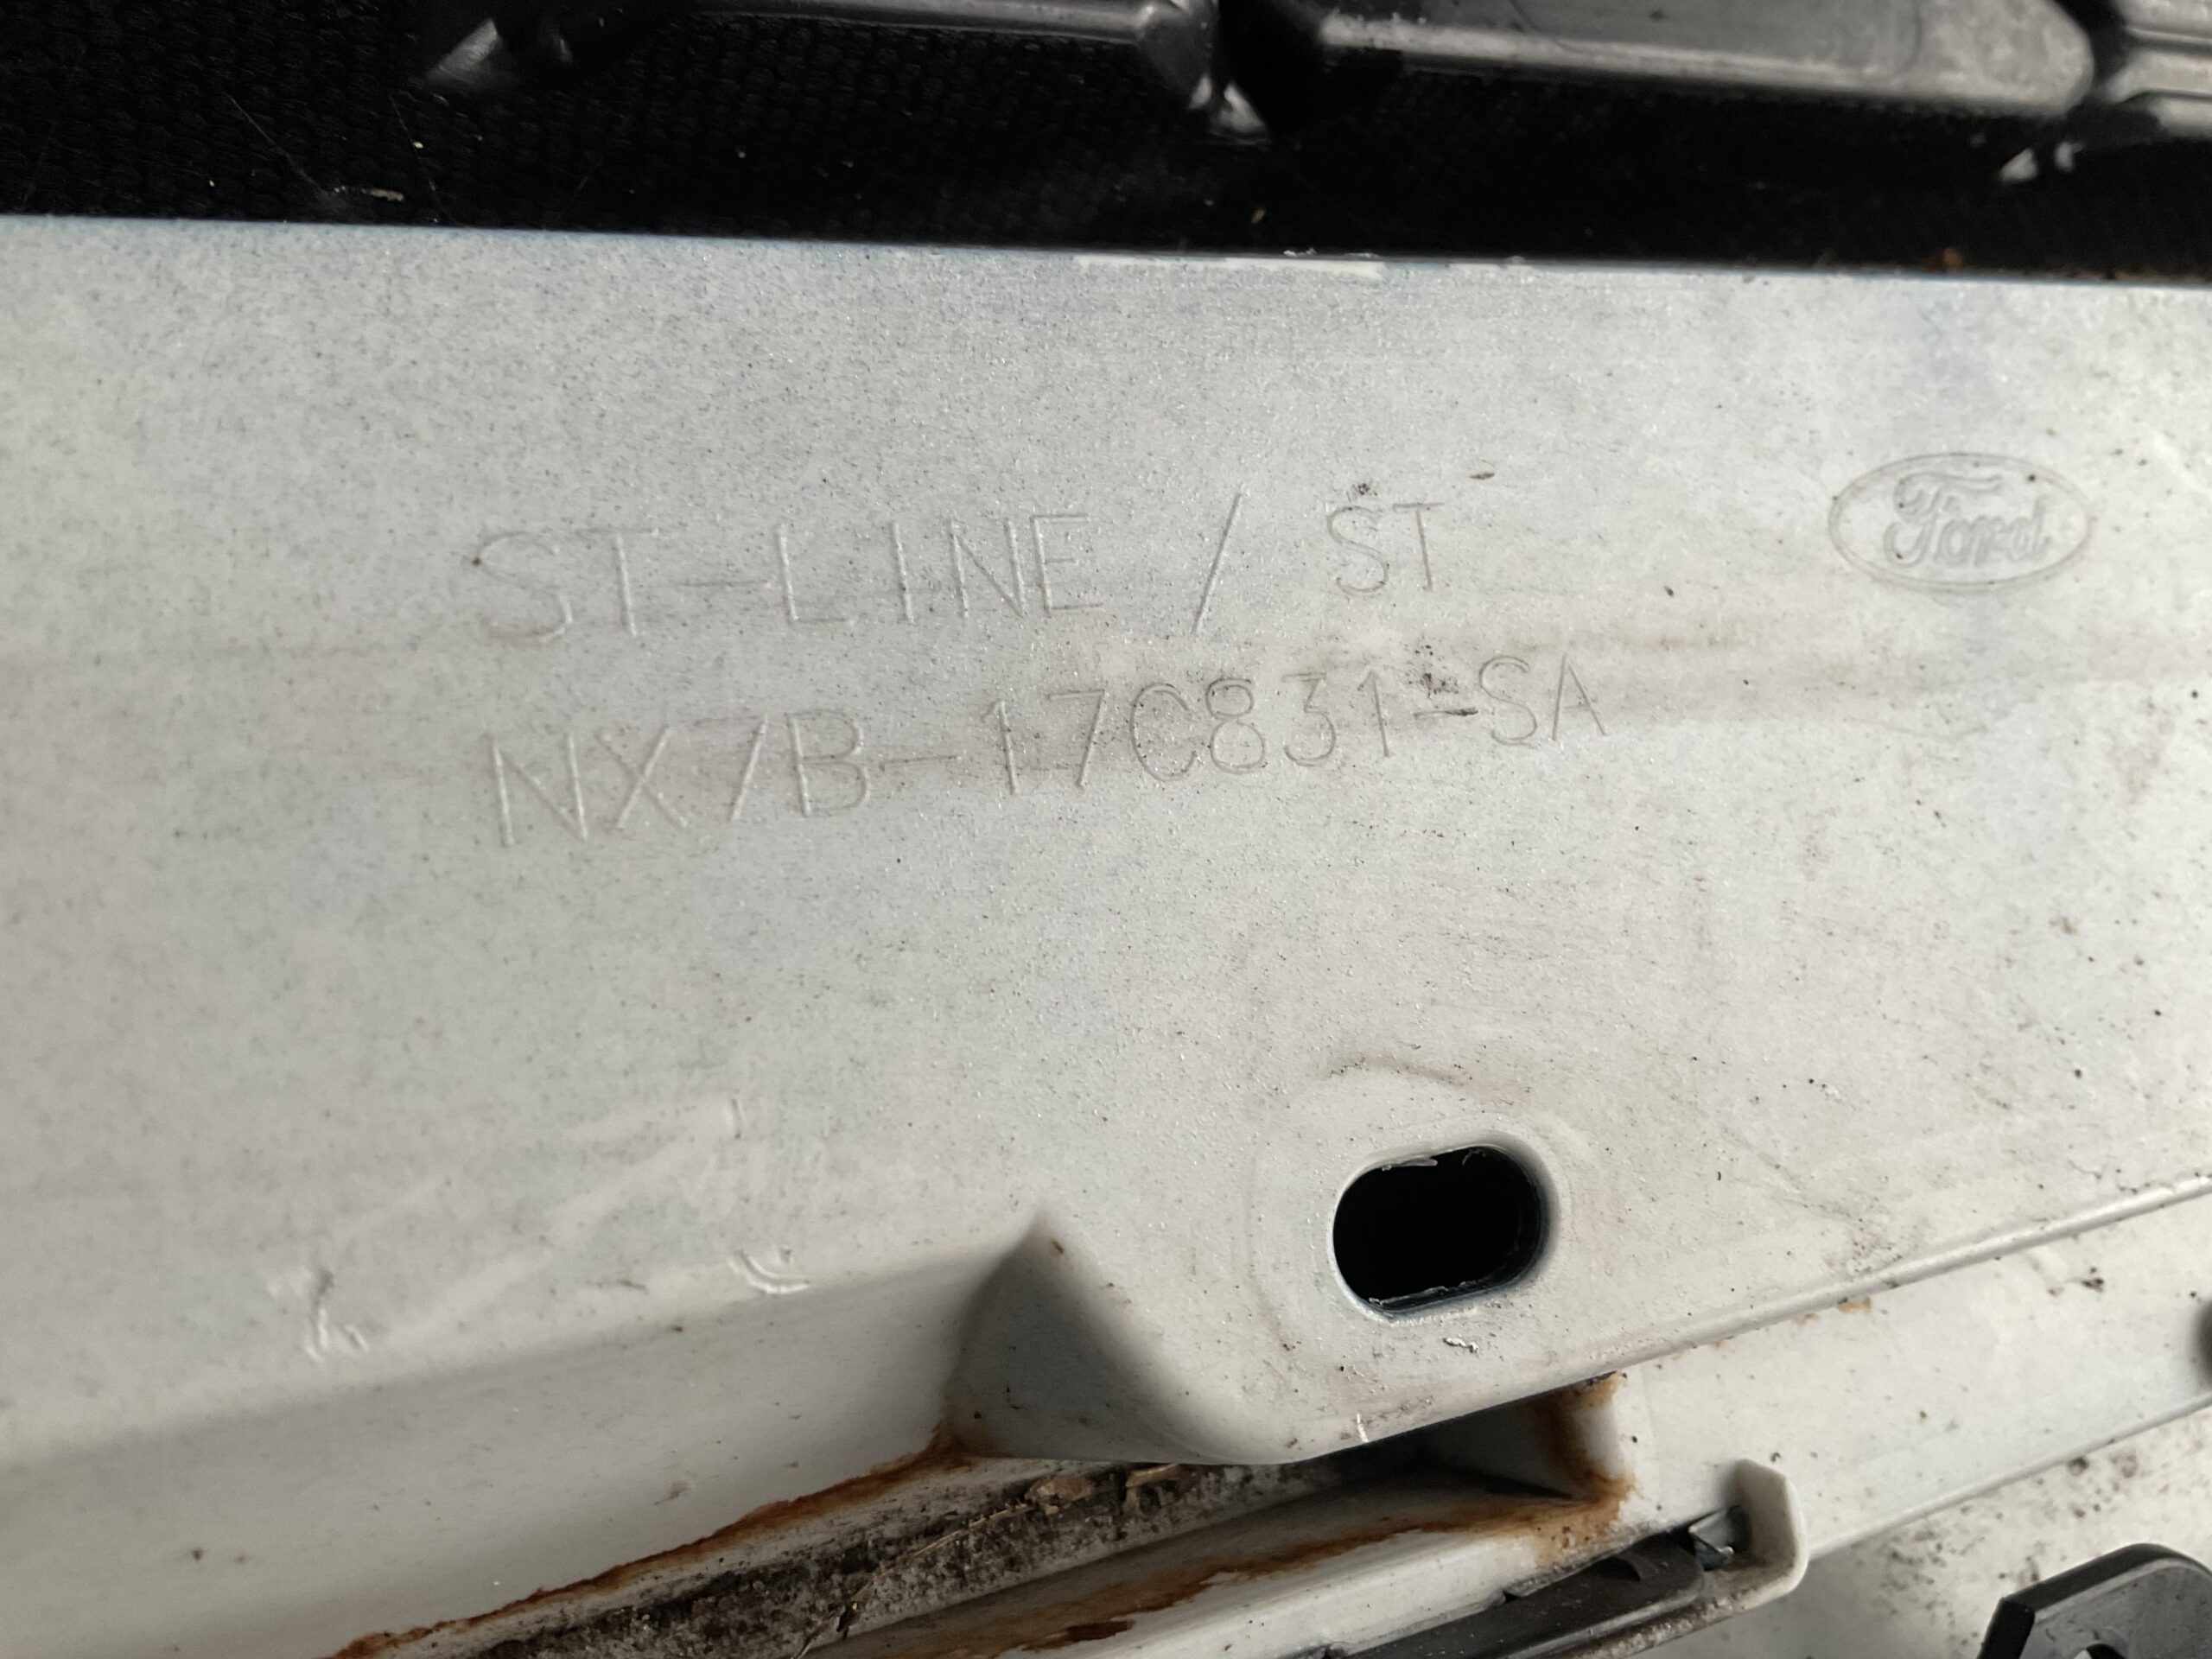 ST-LINE / ST
Ford
NX7B-17C831-SA